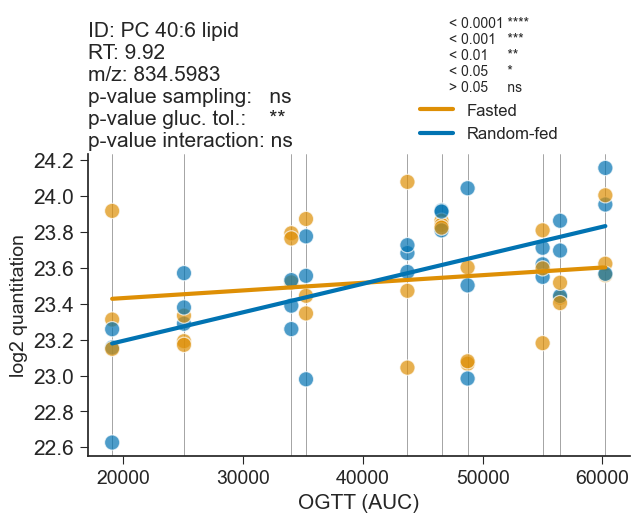 ID: PC 40:6 lipid
RT: 9.92
m/z: 834.5983
p-value sampling: ns
p-value gluc. tol.: **
p-value interaction: ns
< 0.0001 ****
< 0.001 ***
< 0.01 **
< 0.05 *
> 0.05 ns
Fasted
Random-fed
log2 quantitation
24.2
24.0
23.8
23.6
23.4
23.2
23.0
22.8
22.6
20000 30000 40000 50000 60000
OGTT (AUC)